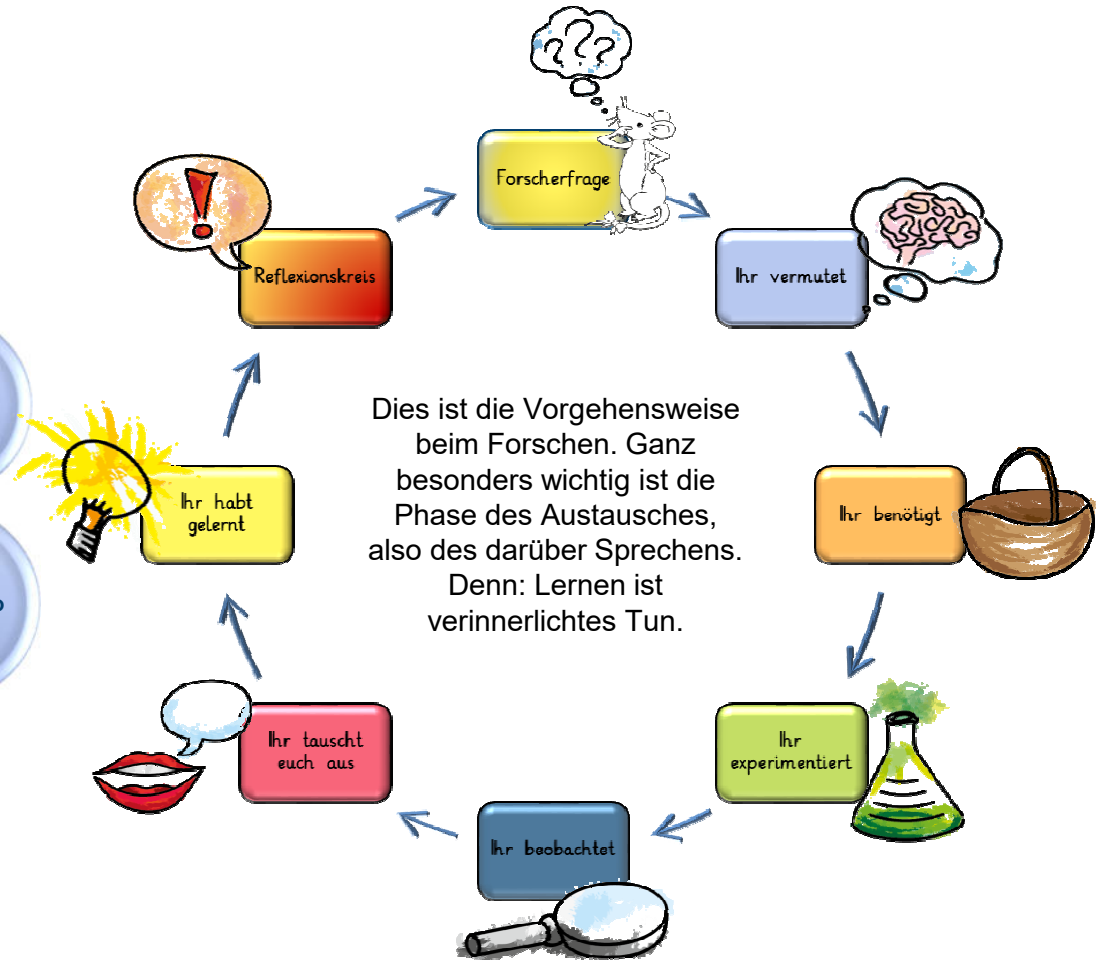 ???
Forscherfrage
Ihr vermutet
Ihr benötigt
Ihr
experimentiert
Ihr beobachtet
Ihr tauscht
euch aus
Ihr habt
gelernt
!
Reflexionskreis
Dies ist die Vorgehensweise
beim Forschen. Ganz
besonders wichtig ist die
Phase des Austausches,
also des darüber Sprechens.
Denn: Lernen ist
verinnerlichtes Tun.